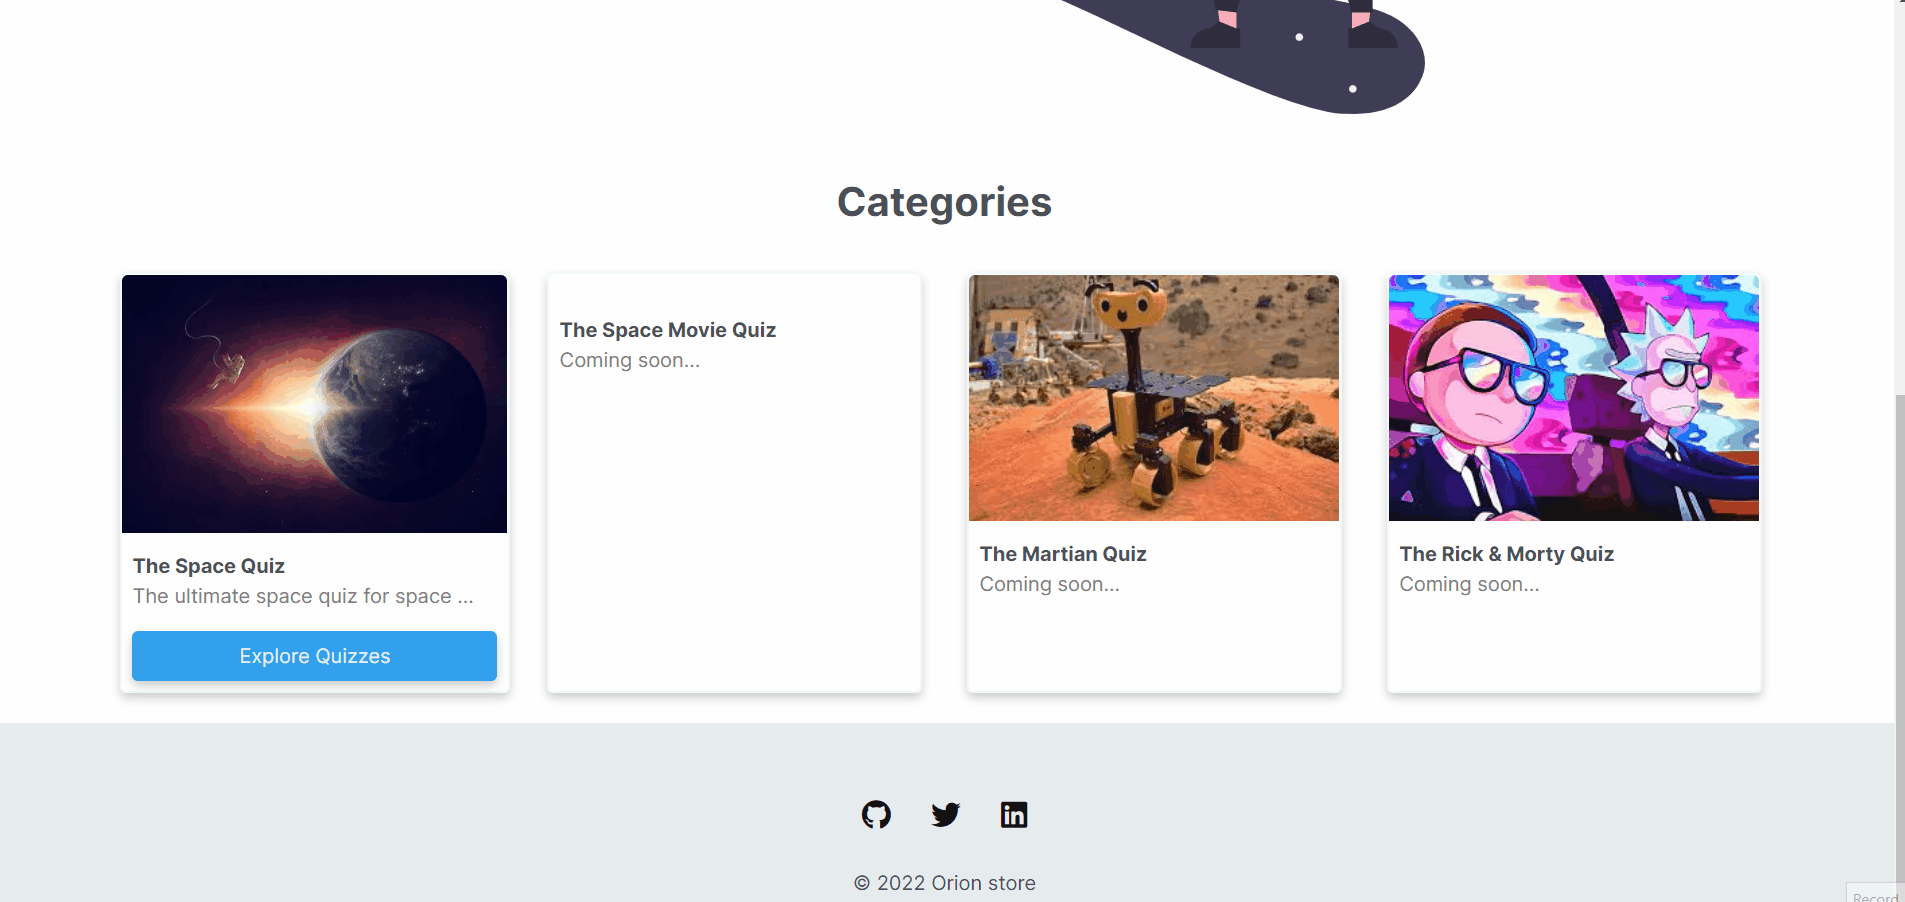 Categories
The Space Quiz
The ultimate space quiz for space ...
Explore Quizzes
The Space Movie Quiz
Coming soon...
The Martian Quiz
Coming soon...
The Rick & Morty Quiz
Coming soon...
© 2022 Orion store
Record